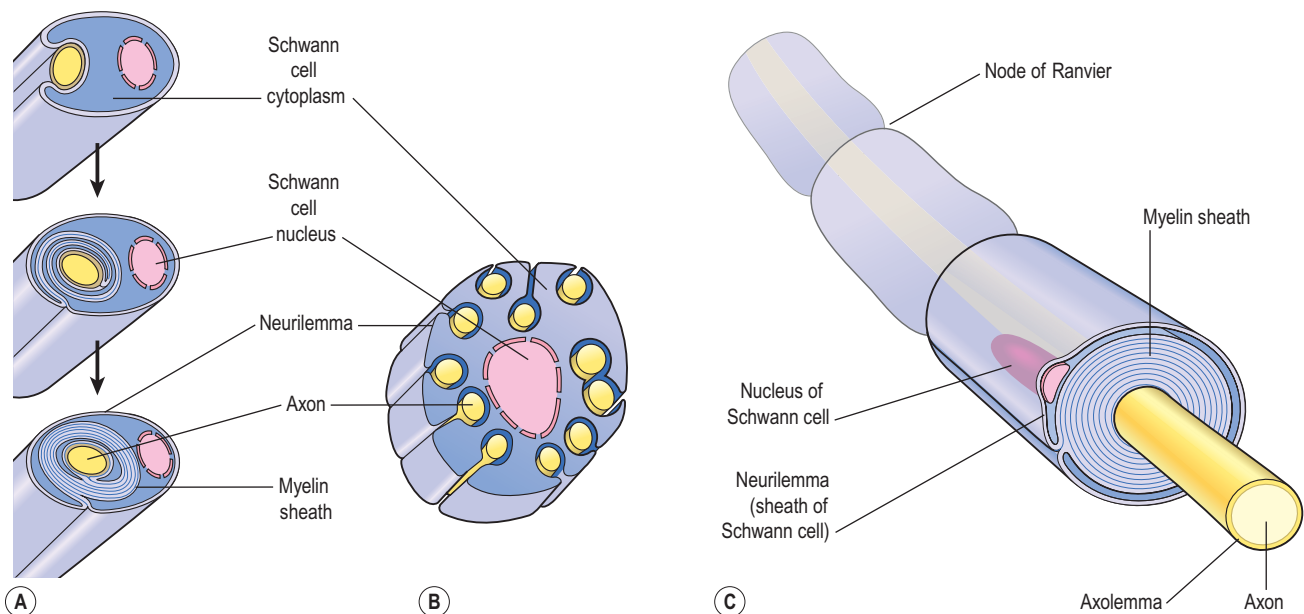 Schwann
cell
cytoplasm
Schwann
cell
nucleus
Neurilemma
Axon
Myelin
sheath
A
B
Node of Ranvier
Myelin sheath
Nucleus of
Schwann cell
Neurilemma
(sheath of
Schwann cell)
Axolemma
Axon
C